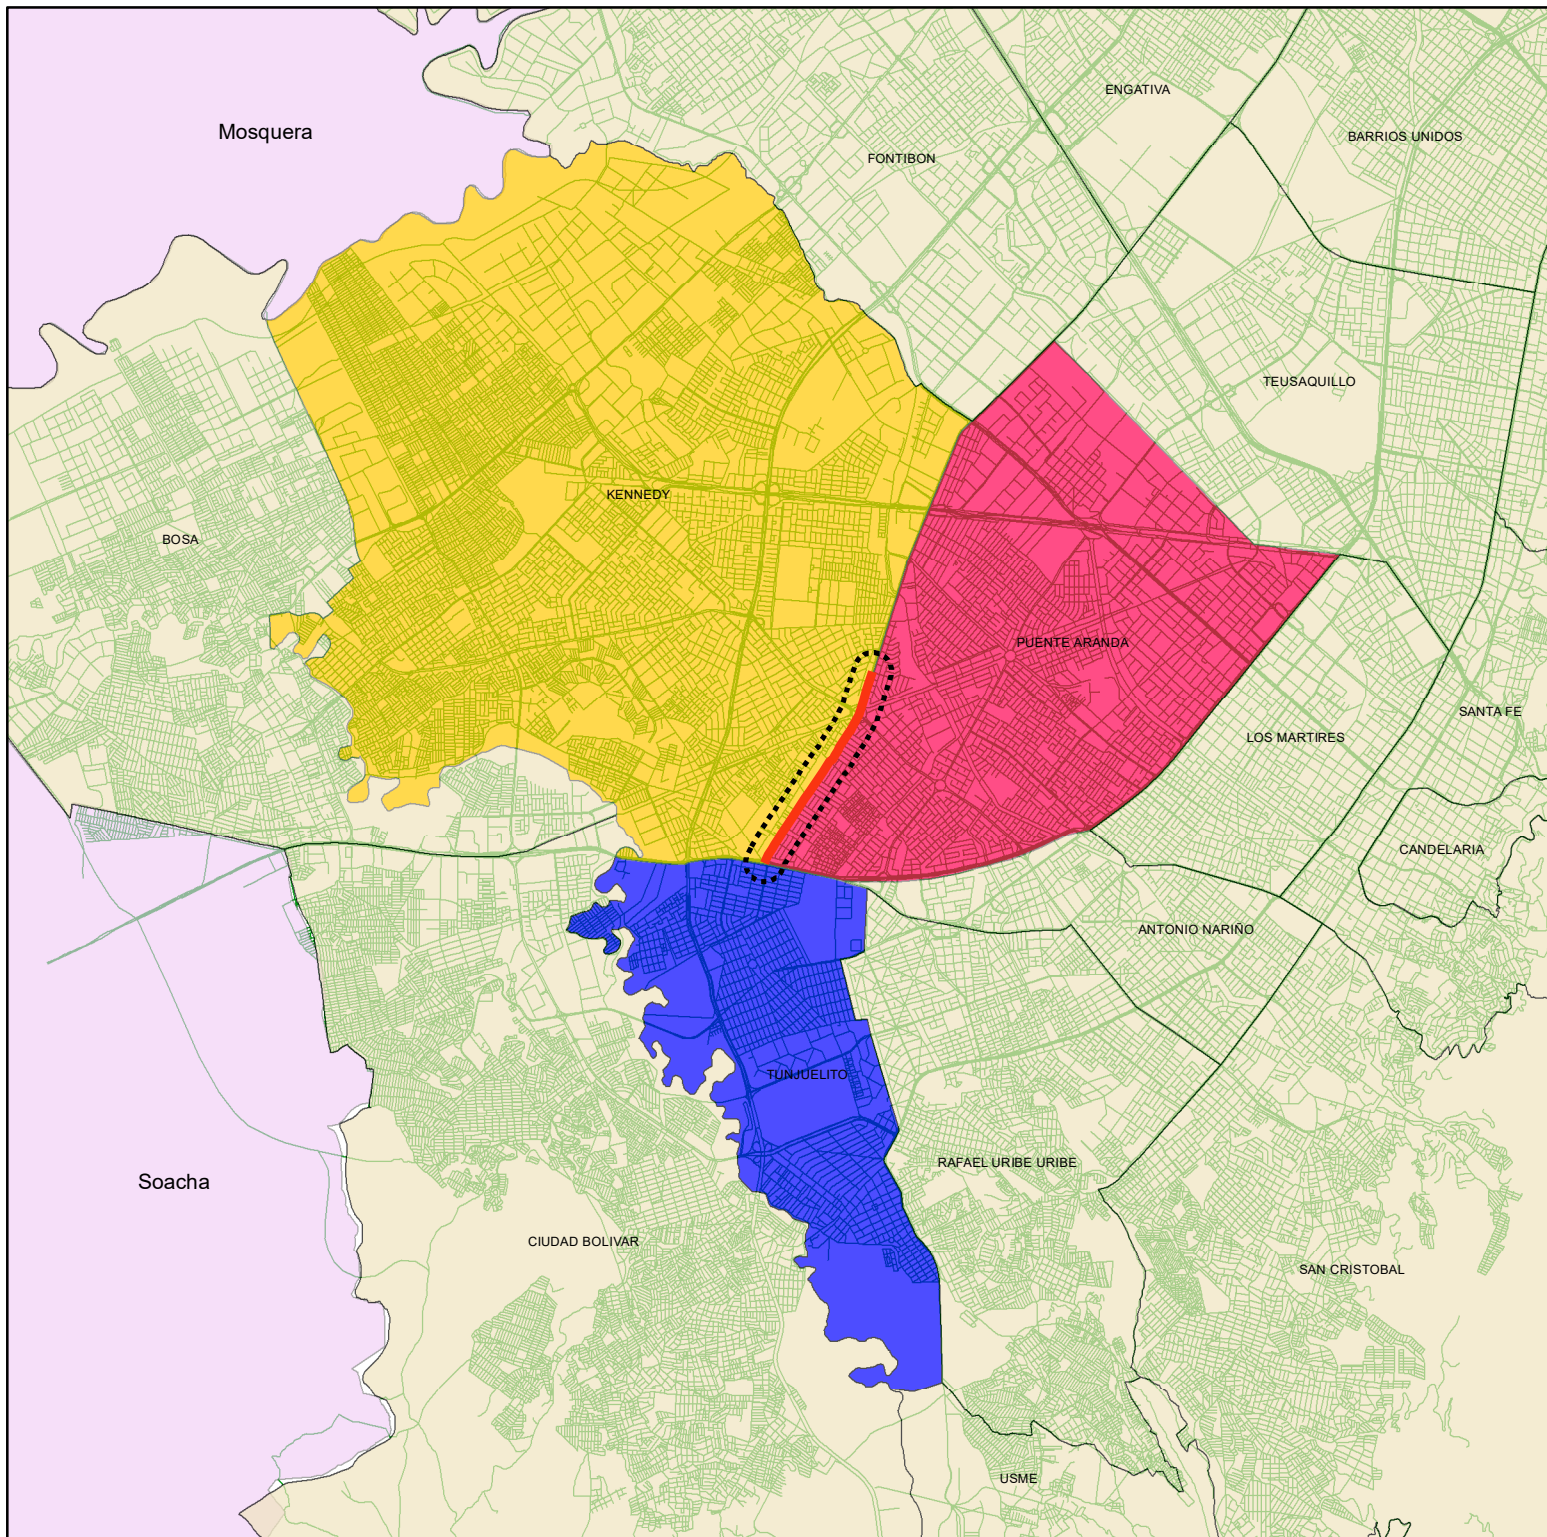 ENGATIVA
Mosquera
BARRIOS UNIDOS
FONTIBON
TEUSAQUILLO
KENNEDY
BOSA
PUENTE ARANDA
SANTA FE
LOS MARTIRES
CANDELARIA
ANTONIO NARIÑO
TUNJUELITO
RAFAEL URIBE URIBE
Soacha
CIUDAD BOLIVAR
SAN CRISTOBAL
USME